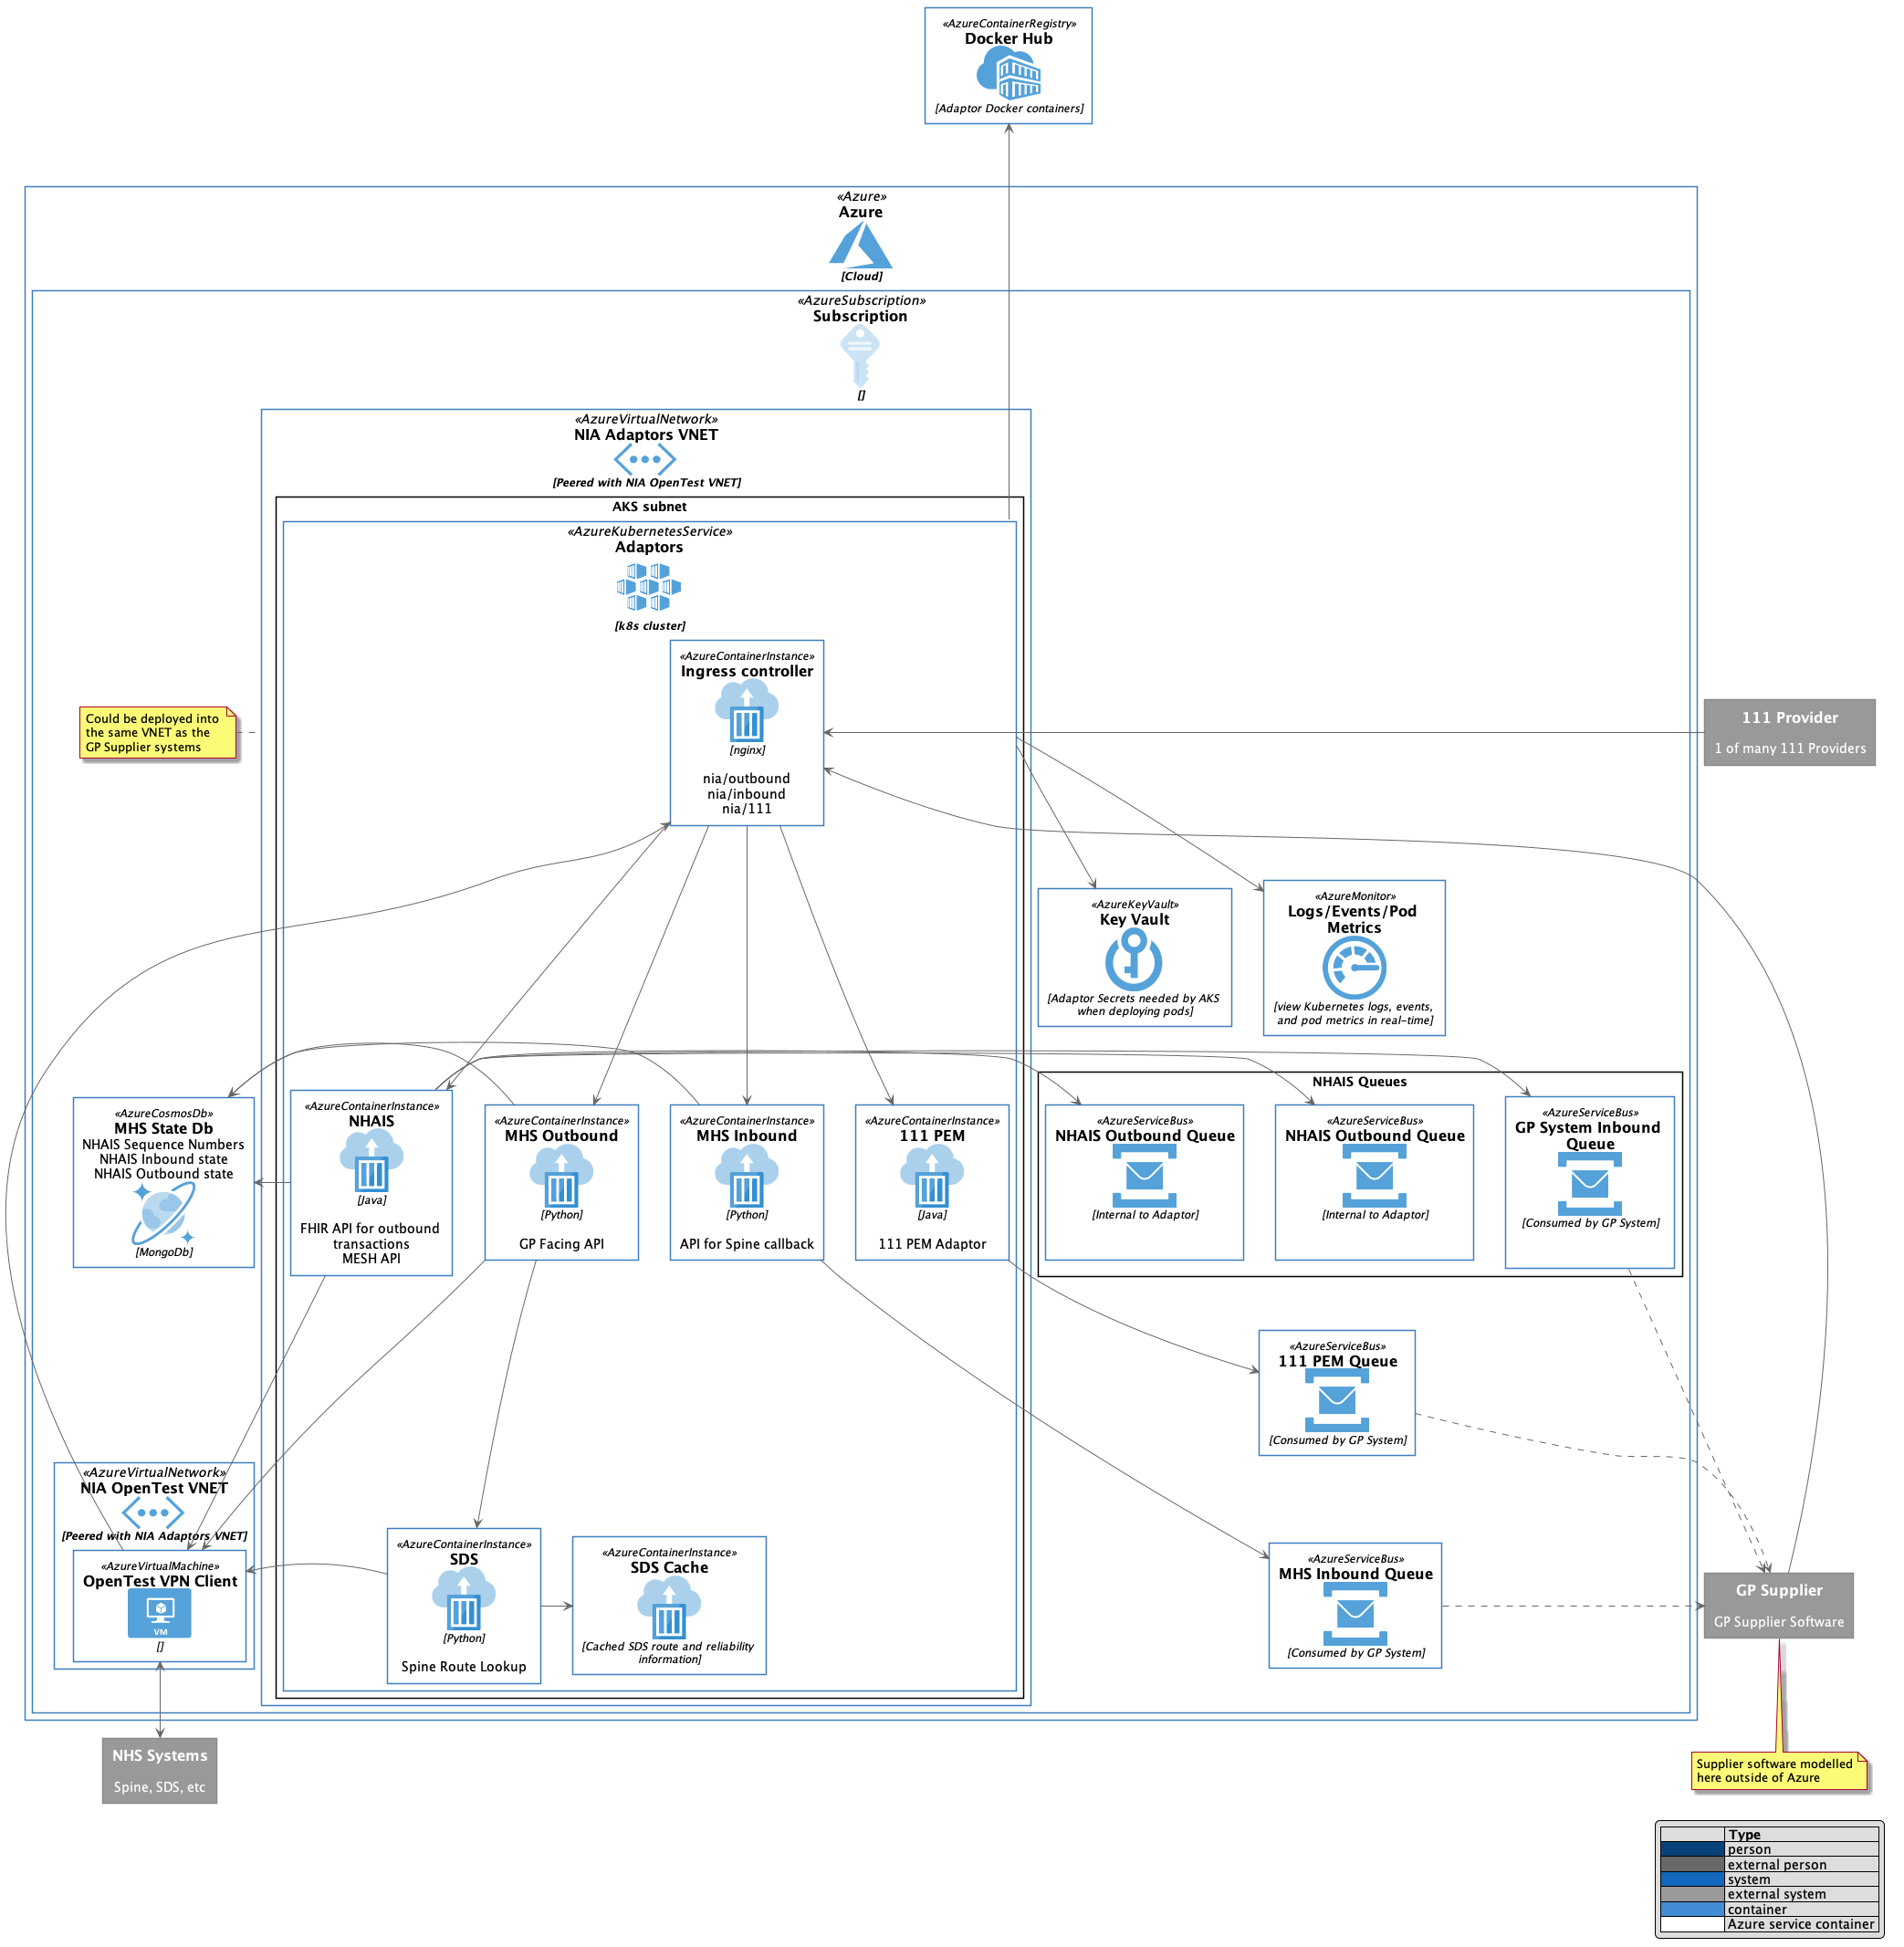 «AzureContainerRegistry»
Docker Hub
[Adaptor Docker containers]
«Azure»
Azure
[Cloud]
«AzureSubscription»
Subscription
[]
«AzureVirtualNetwork»
NIA Adaptors VNET
[Peered with NIA OpenTest VNET]
AKS subnet
«AzureKubernetesService»
Adaptors
[k8s cluster]
«AzureContainerInstance»
Ingress controller
[nginx]
nia/outbound
nia/inbound
nia/111
Could be deployed into
the same VNET as the
GP Supplier systems
111 Provider
1 of many 111 Providers
«AzureKeyVault»
Key Vault
[Adaptor Secrets needed by AKS
when deploying pods]
«AzureMonitor»
Logs/Events/Pod
Metrics
[view Kubernetes logs, events,
and pod metrics in real-time]
«AzureCosmosDb»
MHS State Db
NHAIS Sequence Numbers
NHAIS Inbound state
NHAIS Outbound state
[MongoDb]
«AzureContainerInstance»
NHAIS
[Java]
FHIR API for outbound
transactions
MESH API
«AzureContainerInstance»
MHS Outbound
[Python]
GP Facing API
«AzureContainerInstance»
MHS Inbound
[Python]
API for Spine callback
«AzureContainerInstance»
111 PEM
[Java]
111 PEM Adaptor
NHAIS Queues
«AzureServiceBus»
NHAIS Outbound Queue
[Internal to Adaptor]
«AzureServiceBus»
NHAIS Outbound Queue
[Internal to Adaptor]
«AzureServiceBus»
GP System Inbound
Queue
[Consumed by GP System]
«AzureServiceBus»
111 PEM Queue
[Consumed by GP System]
«AzureVirtualNetwork»
NIA OpenTest VNET
[Peered with NIA Adaptors VNET]
«AzureVirtualMachine»
OpenTest VPN Client
VM
[]
«AzureContainerInstance»
SDS
[Python]
Spine Route Lookup
«AzureContainerInstance»
SDS Cache
[Cached SDS route and reliability
information]
«AzureServiceBus»
MHS Inbound Queue
[Consumed by GP System]
GP Supplier
GP Supplier Software
NHS Systems
Spine, SDS, etc
Supplier software modelled
here outside of Azure
Type
person
external person
system
external system
container
Azure service container